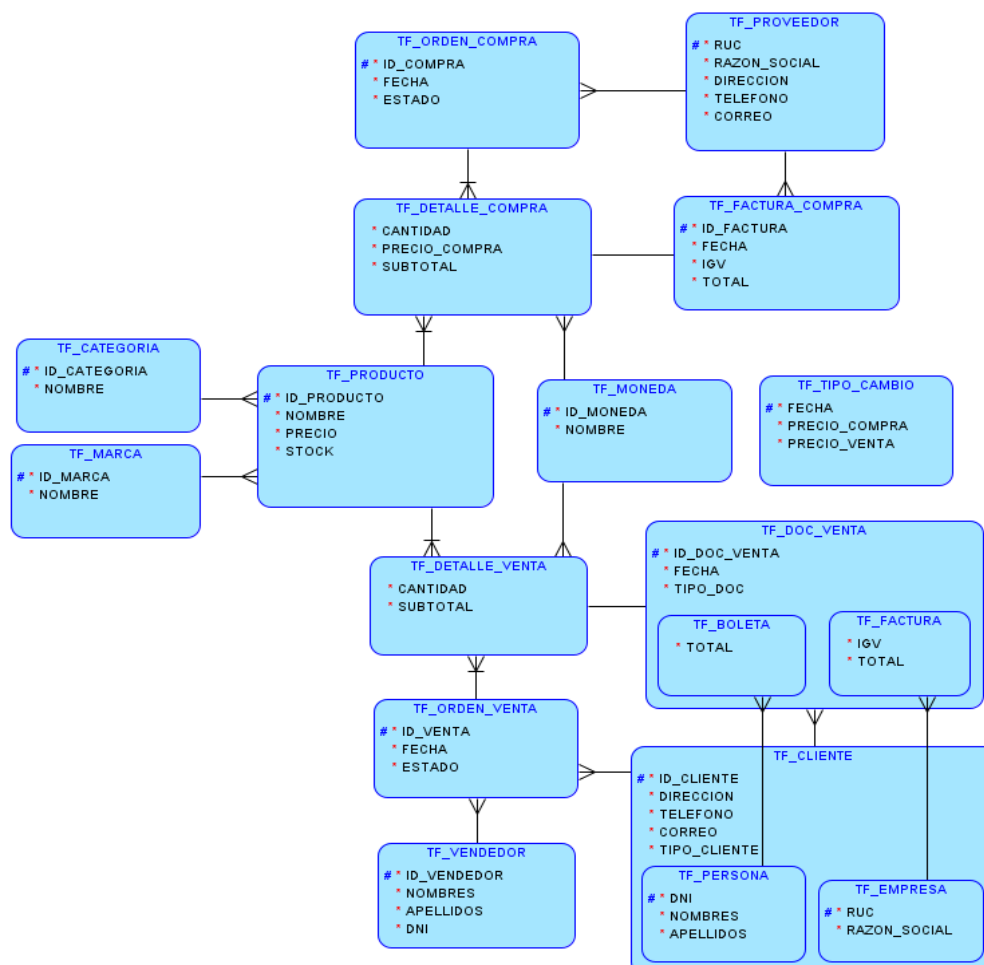 TF_ORDEN_COMPRA
# * ID_COMPRA
* FECHA
* ESTADO
TF_PROVEEDOR
# * RUC
* RAZON_SOCIAL
* DIRECCION
* TELEFONO
* CORREO
TF_DETALLE_COMPRA
* CANTIDAD
* PRECIO_COMPRA
* SUBTOTAL
TF_FACTURA_COMPRA
# * ID_FACTURA
* FECHA
* IGV
* TOTAL
TF_CATEGORIA
# * ID_CATEGORIA
* NOMBRE
TF_PRODUCTO
# * ID_PRODUCTO
* NOMBRE
* PRECIO
* STOCK
TF_MONEDA
# * ID_MONEDA
* NOMBRE
TF_TIPO_CAMBIO
# * FECHA
* PRECIO_COMPRA
* PRECIO_VENTA
TF_MARCA
# * ID_MARCA
* NOMBRE
TF_DETALLE_VENTA
* CANTIDAD
* SUBTOTAL
TF_DOC_VENTA
# * ID_DOC_VENTA
* FECHA
* TIPO_DOC
TF_BOLETA
* TOTAL
TF_FACTURA
* IGV
* TOTAL
TF_ORDEN_VENTA
# * ID_VENTA
* FECHA
* ESTADO
TF_CLIENTE
# * ID_CLIENTE
* DIRECCION
* TELEFONO
* CORREO
* TIPO_CLIENTE
TF_VENDEDOR
# * ID_VENDEDOR
* NOMBRES
* APELLIDOS
* DNI
TF_PERSONA
# * DNI
* NOMBRES
* APELLIDOS
TF_EMPRESA
# * RUC
* RAZON_SOCIAL